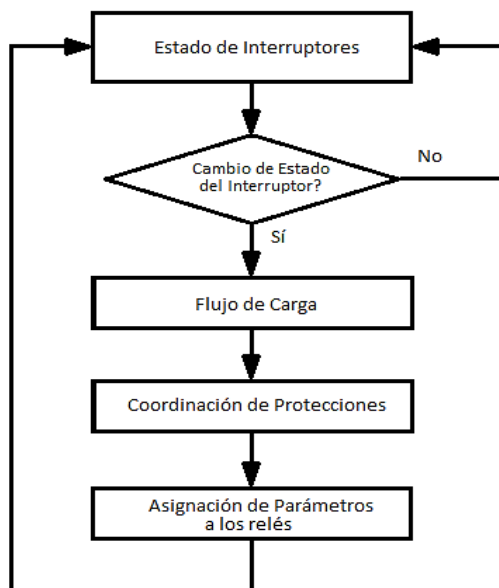 Estado de Interruptores
Cambio de Estado
del Interruptor?
No
Sí
Flujo de Carga
Coordinación de Protecciones
Asignación de Parámetros
a los relés